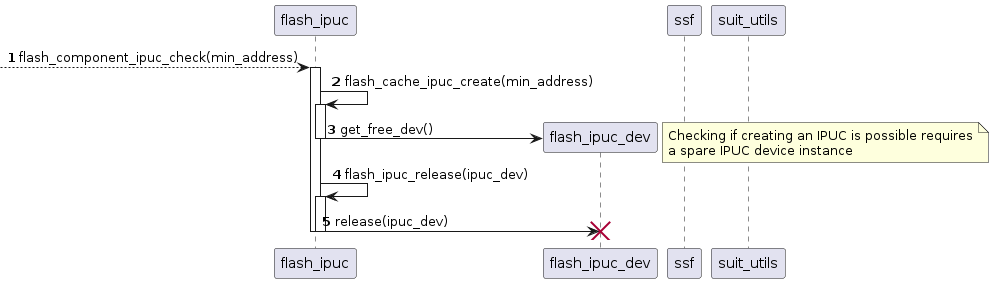 flash_ipuc
ssf
suit_utils
1 flash_component_ipuc_check(min_address)
2 flash_cache_ipuc_create(min_address)
3 get_free_dev()
flash_ipuc_dev
Checking if creating an IPUC is possible requires
a spare IPUC device instance
4 flash_ipuc_release(ipuc_dev)
5 release(ipuc_dev)
flash_ipuc
flash_ipuc_dev
ssf
suit_utils